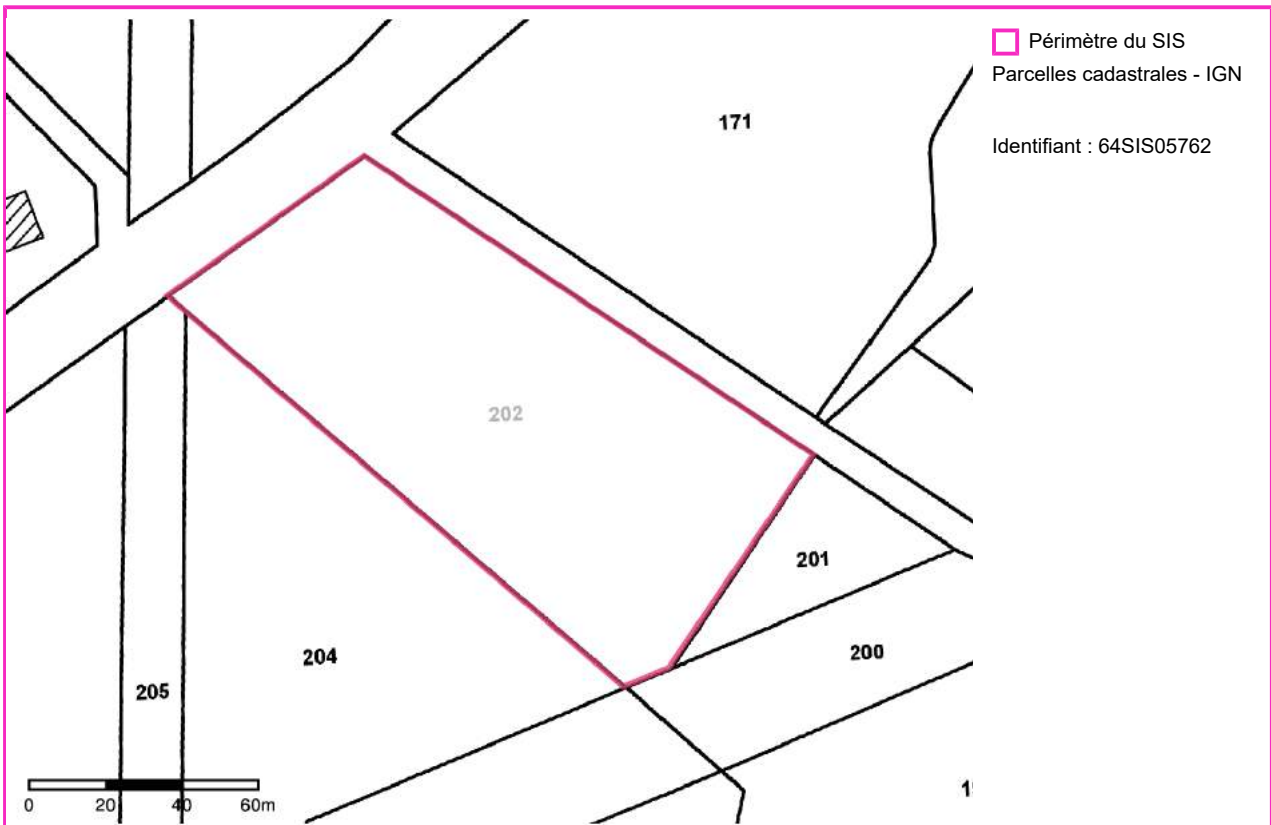 Périmètre du SIS
Parcelles cadastrales - IGN
Identifiant : 64SIS05762
171
202
201
204
200
205
0 20 40 60m